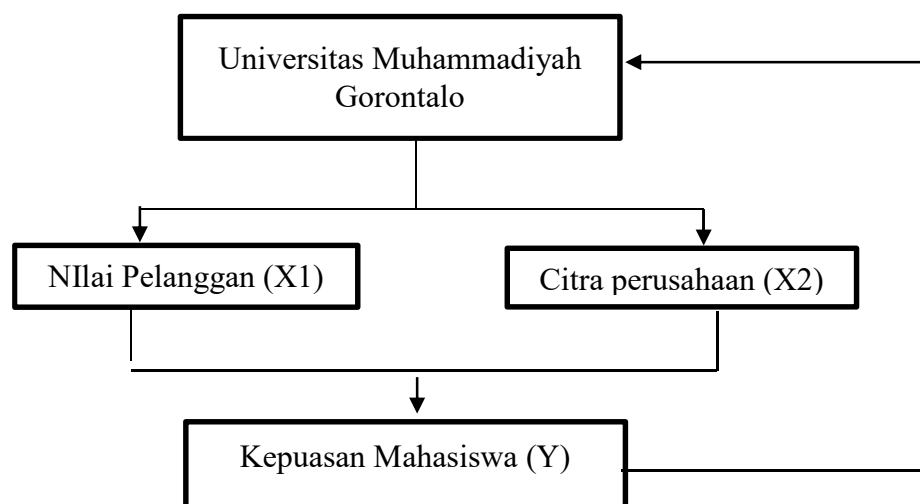 Universitas Muhammadiyah
Gorontalo
NIlai Pelanggan (X1)
Citra perusahaan (X2)
Kepuasan Mahasiswa (Y)